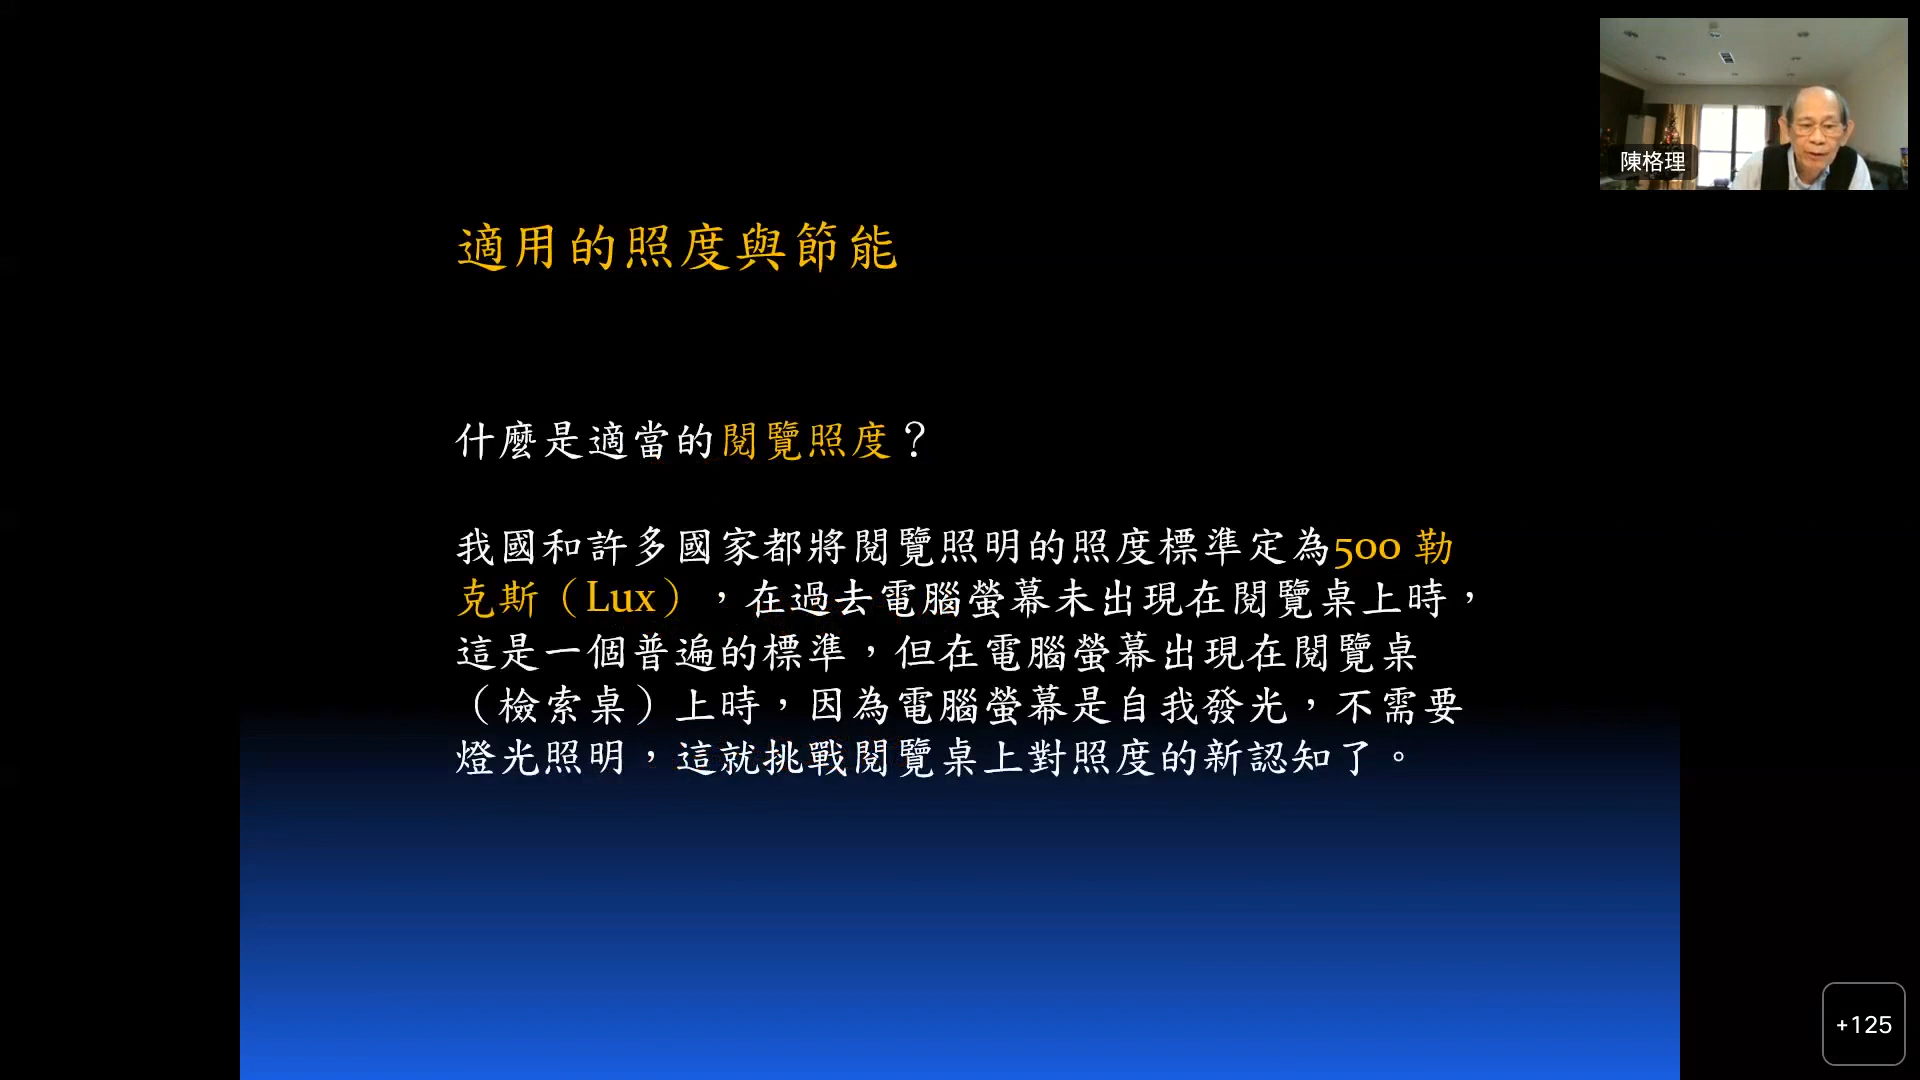 陳格理
適用的照度與節能
什麼是適當的閱覽照度？
我國和許多國家都將閱覽照明的照度標準定為500 勒
克斯（Lux），在過去電腦螢幕未出現在閱覽桌上時，
這是一個普遍的標準，但在電腦螢幕出現在閱覽桌
（檢索桌）上時，因為電腦螢幕是自我發光，不需要
燈光照明，這就挑戰閱覽桌上對照度的新認知了。
+125